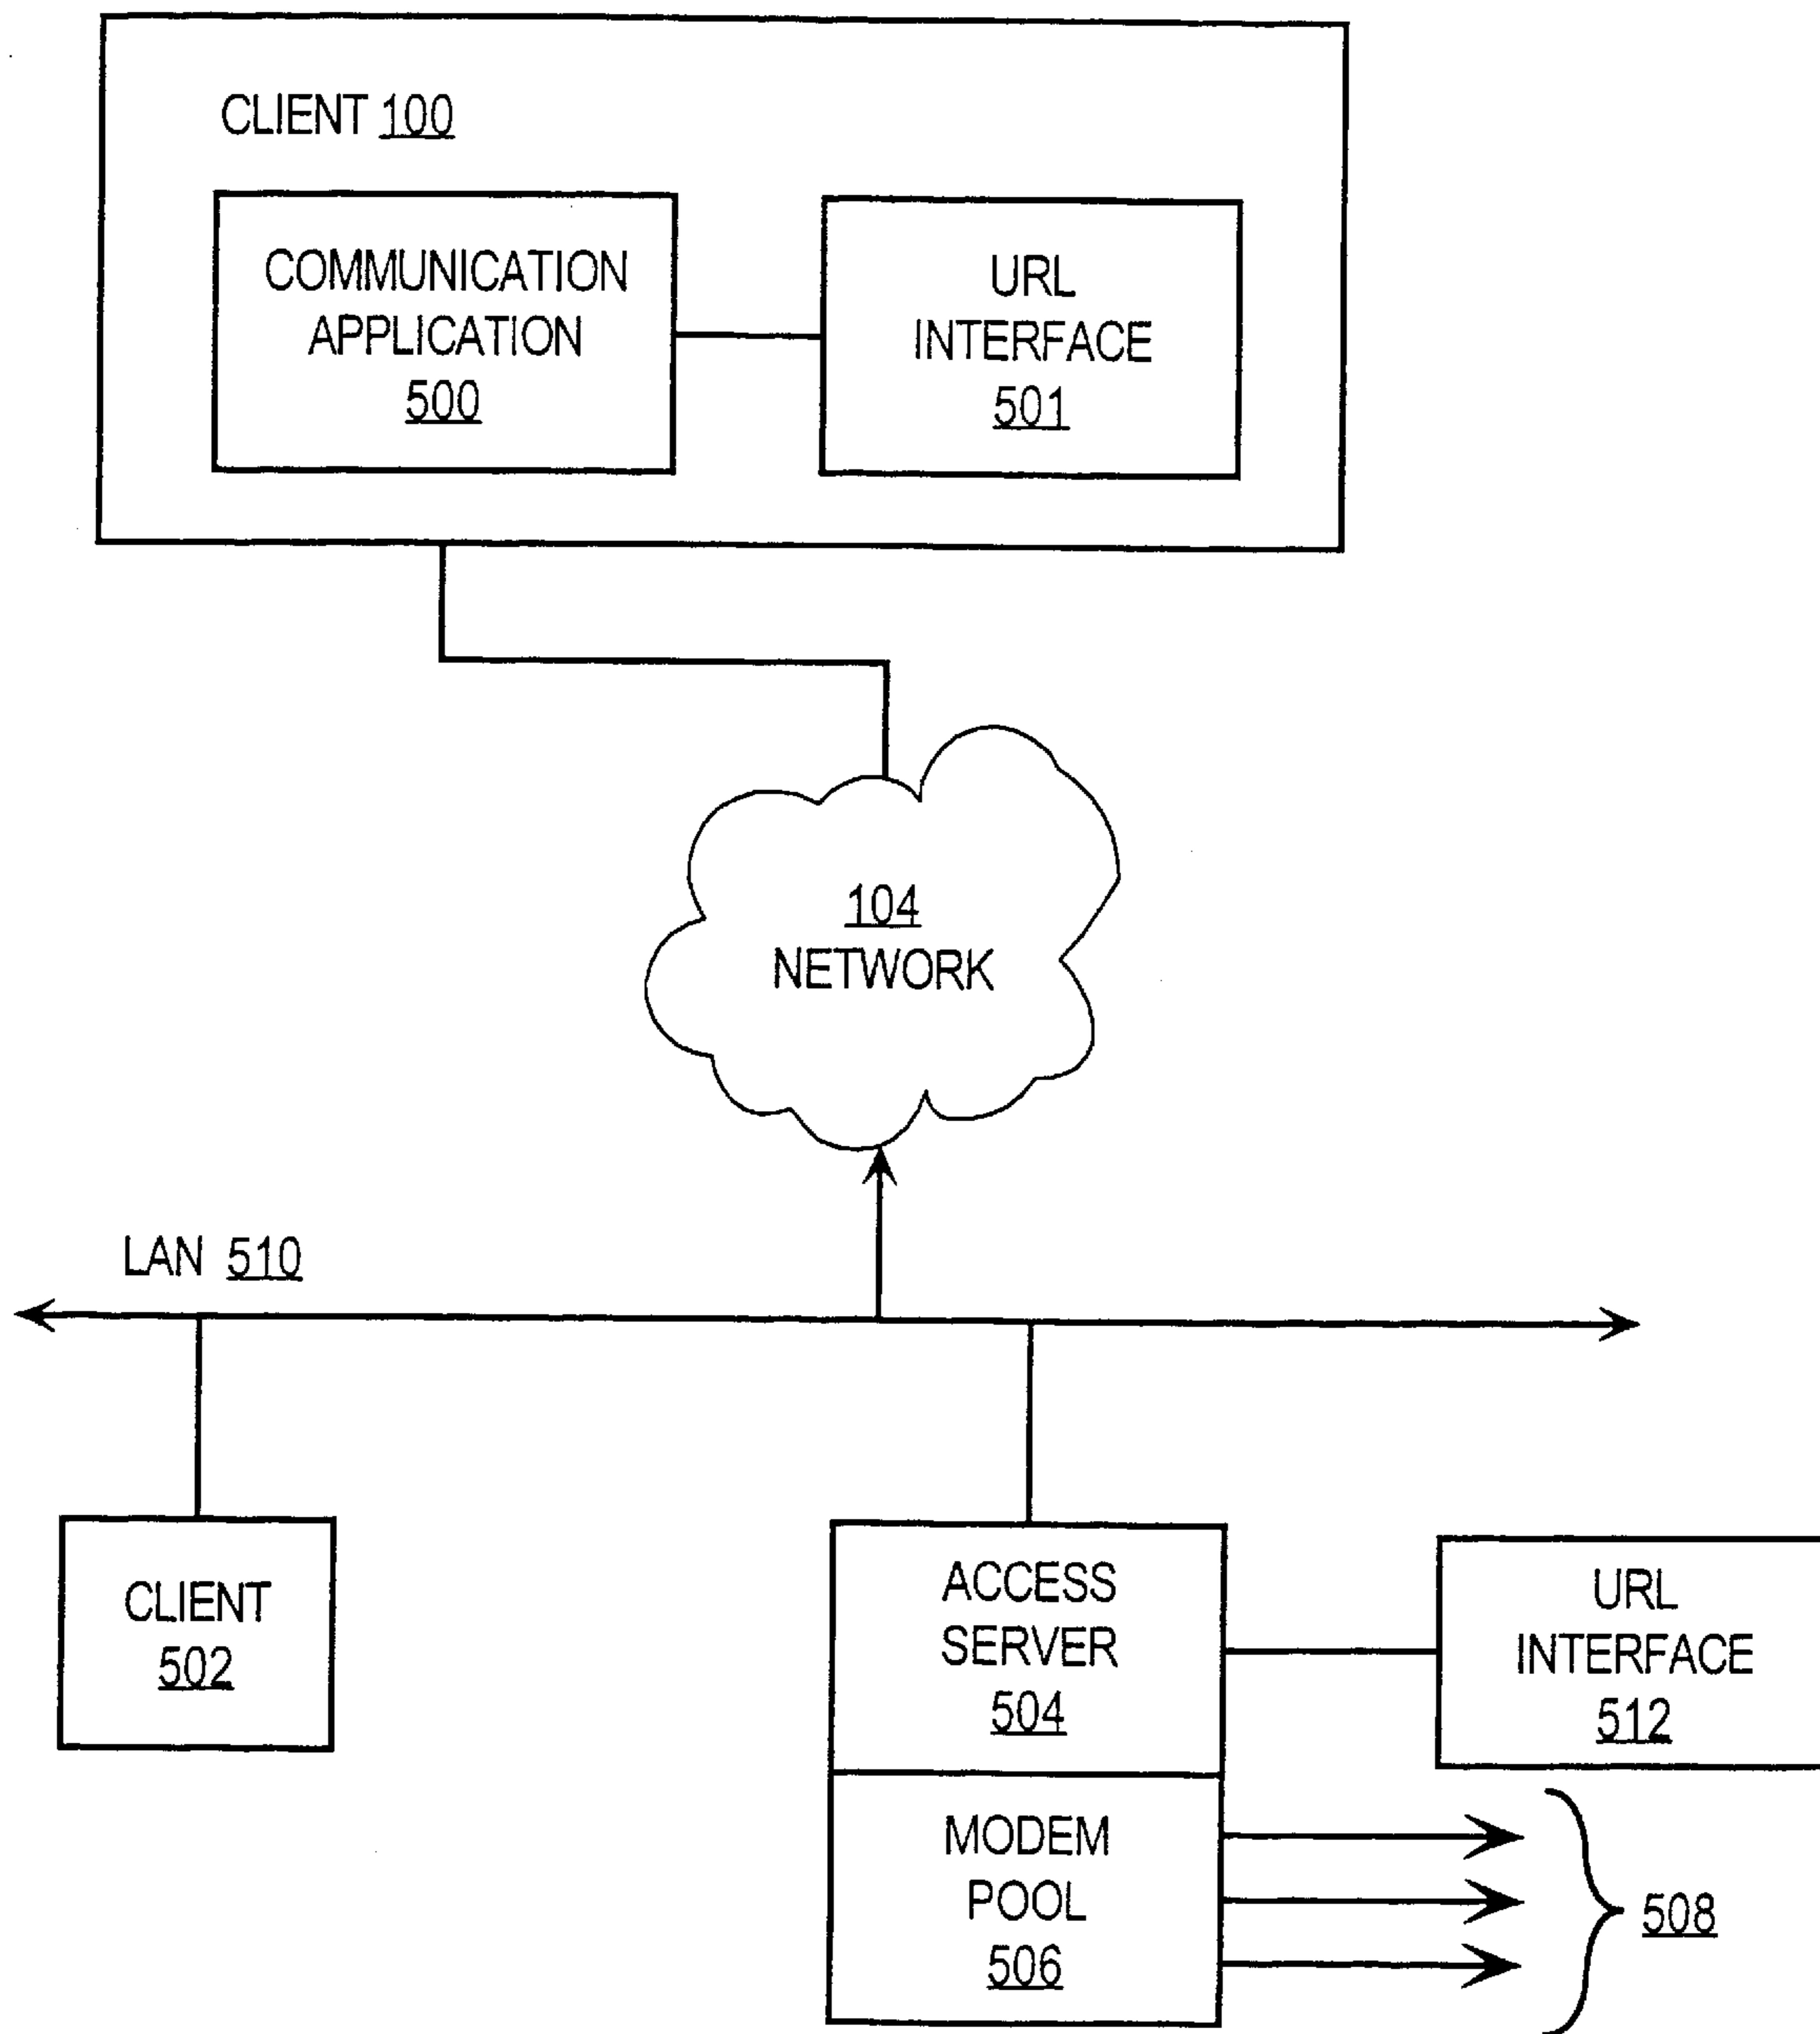 CLIENT 100
COMMUNICATION
APPLICATION
500
URL
INTERFACE
501
104
NETWORK
LAN 510
CLIENT
502
ACCESS
SERVER
504
URL
INTERFACE
512
MODEM
POOL
506
508